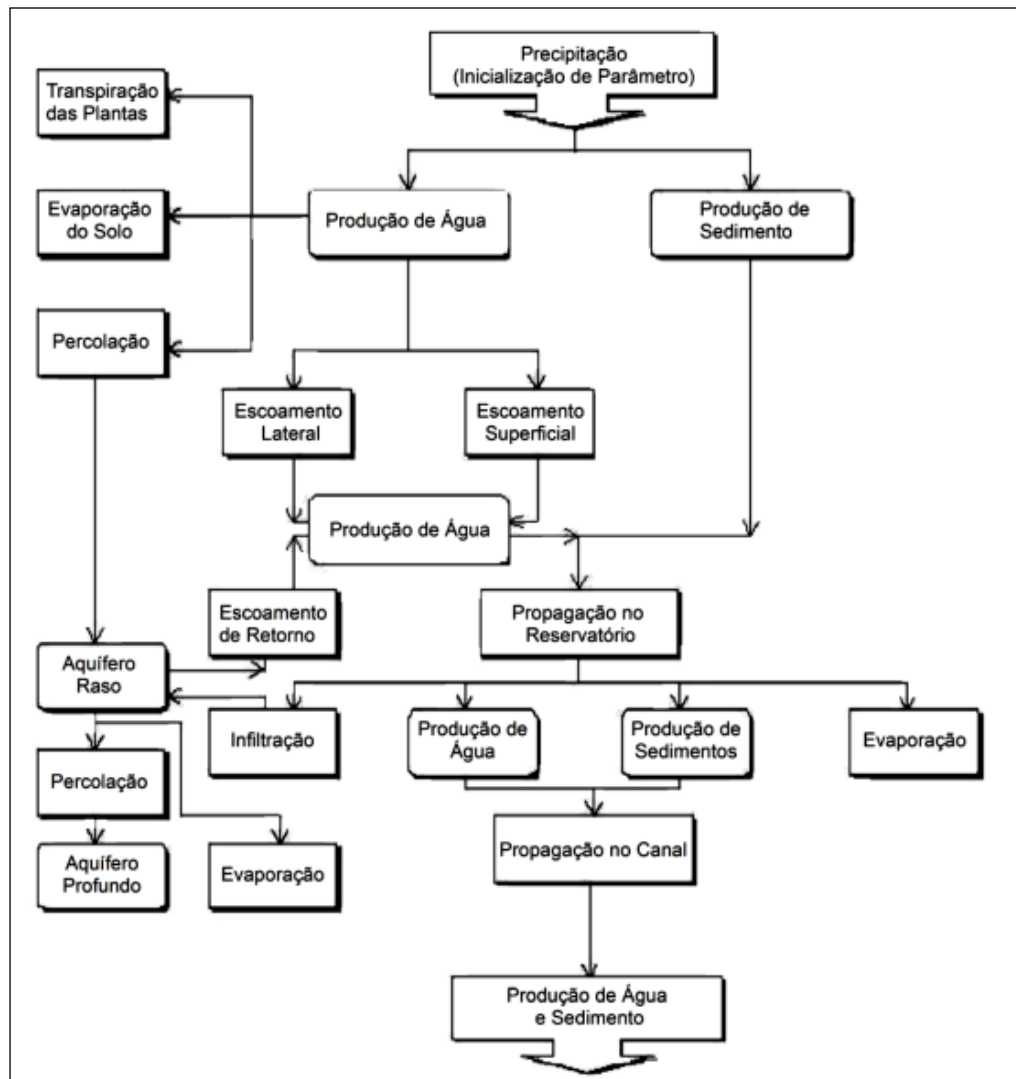 Precipitação
(Inicialização de Parâmetro)
Transpiração
das Plantas
Evaporação
do Solo
Produção de Água
Produção de
Sedimento
Percolação
Escoamento
Lateral
Escoamento
Superficial
Produção de Água
Escoamento
de Retorno
Propagação no
Reservatório
Aquífero
Raso
Infiltração
Produção de
Água
Produção de
Sedimentos
Evaporação
Percolação
Propagação no Canal
Aquífero
Profundo
Evaporação
Produção de Água
e Sedimento